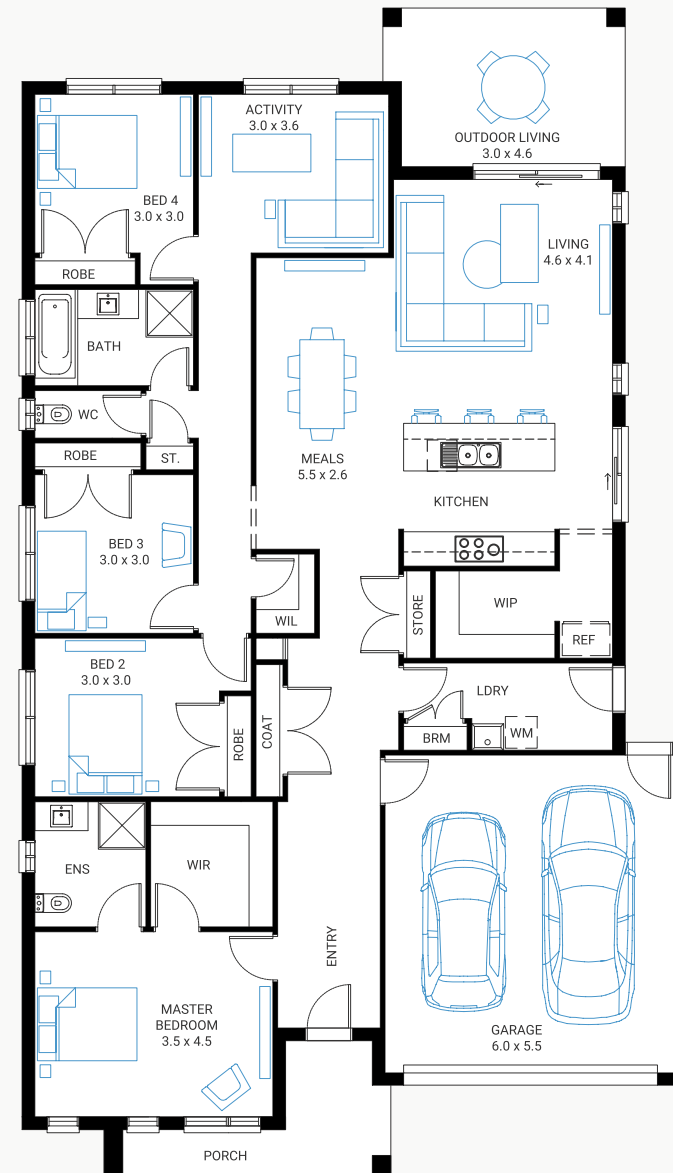 ACTIVITY
3.0 x 3.6
OUTDOOR LIVING
3.0 x 4.6
BED 4
3.0 x 3.0
LIVING
4.6 x 4.1
ROBE
BATH
WC
ROBE
ST.
MEALS
5.5 x 2.6
KITCHEN
BED 3
3.0 x 3.0
WIL
STORE
WIP
REF
BED 2
3.0 x 3.0
LDRY
ROBE
COAT
BRM
WM
ENS
WIR
ENTRY
MASTER
BEDROOM
3.5 x 4.5
GARAGE
6.0 x 5.5
PORCH